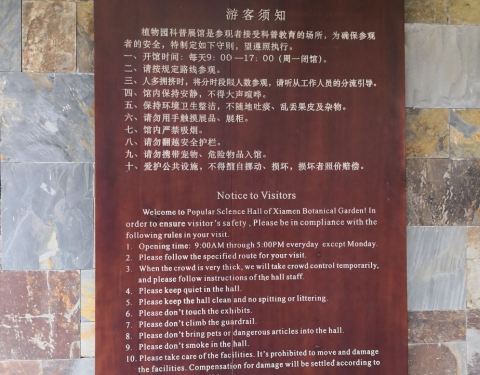 游客须知
植物园科普展馆是参观者接受科普教育的场所，为确保参观
者的安全，特制定如下守则，望遵照执行。
一、开馆时间：每天9：00—17：00（周一闭馆）。
二、请按规定路线参观。
三、人多拥挤时，将分时段限人数参观，请听从工作人员的分流引导。
四、馆内保持安静，不得大声喧哗。
五、保持环境卫生整洁，不随地吐痰、乱丢果皮及杂物。
六、请勿用手触摸展品、展柜。
七、馆内严禁吸烟。
八、请勿翻越安全护栏。
九、请勿携带宠物、危险物品入馆。
十、爱护公共设施，不得擅自挪动、损坏，损坏者照价赔偿。
Notice to Visitors
Welcome to Popular Science Hall of Xiamen Botanical Garden! In
order to ensure visitor's safety , Please be in compliance with the
following rules in your visit.
1. Opening time: 9:00AM through 5:00PM everyday except Monday.
2. Please follow the specified route for your visit.
3. When the crowd is very thick, we will take crowd control temporarily,
and please follow instructions of the hall staff.
4. Please keep quiet in the hall.
5. Please keep the hall clean and no spitting or littering.
6. Please don't touch the exhibits.
7. Please don't climb the guardrail.
8. Please don't bring pets or dangerous articles into the hall.
9. Please don't smoke in the hall.
10. Please take care of the facilities. It's prohibited to move and damage
the facilities. Compensation for damage will be settled according to